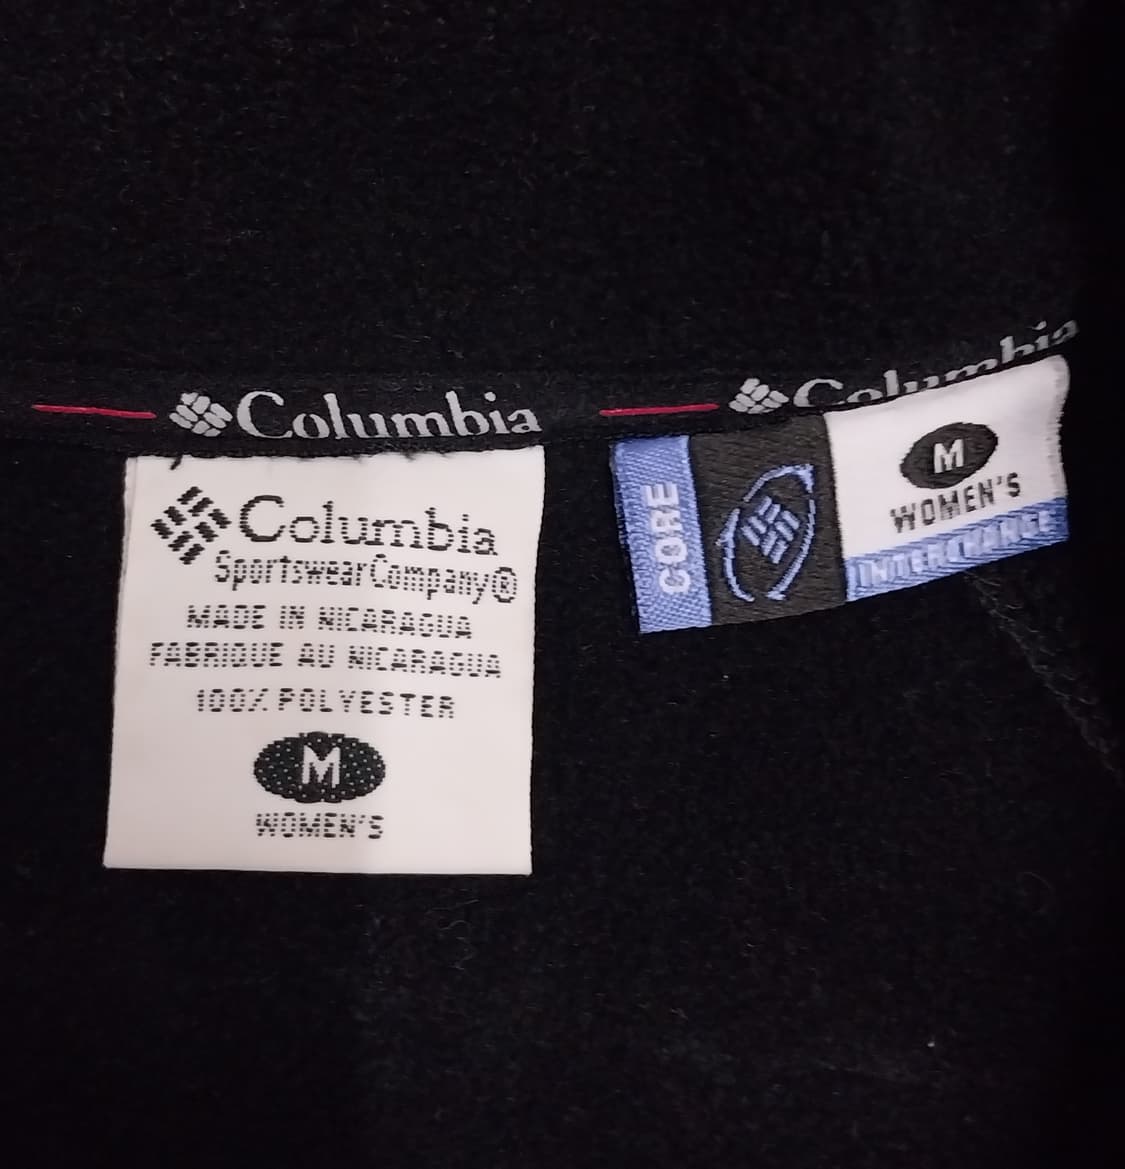 Columbia
Columbia
Columbia
Sportswear Company®
MADE IN NICARAGUA
FABRIQUE AU NICARAGUA
100% POLYESTER
M
WOMEN'S
CORE
M
WOMEN'S
INTERCHANGE